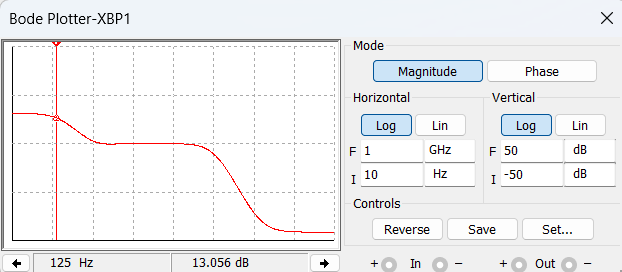 Bode Plotter-XBP1
Mode
Magnitude Phase
Horizontal Vertical
Log Lin Log Lin
F 1 GHz F 50 dB
I 10 Hz I -50 dB
Controls
Reverse Save Set...
125 Hz 13.056 dB + In - + Out -